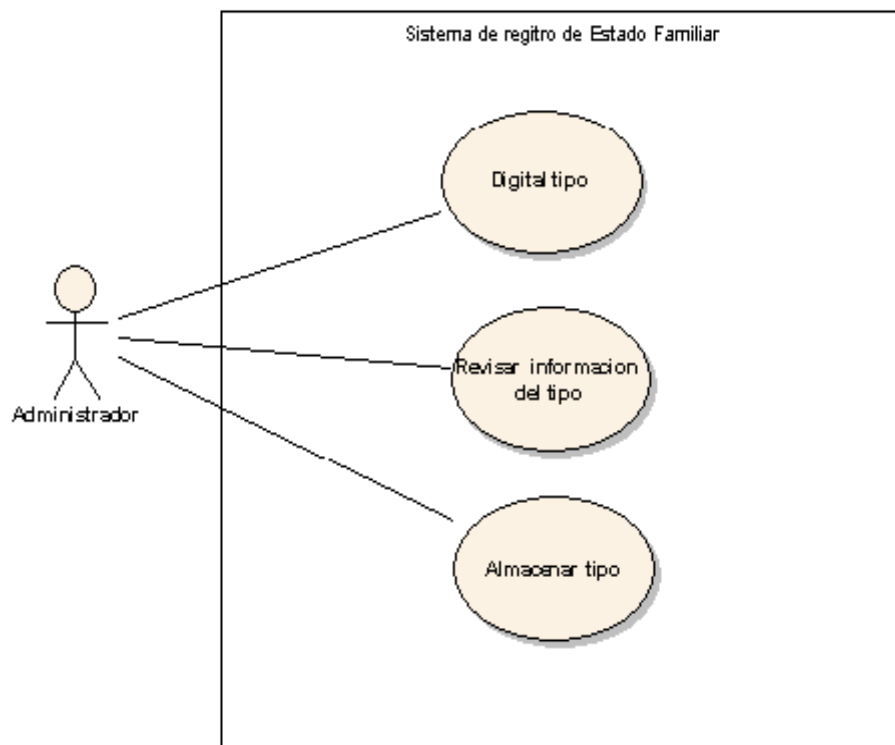 Sistema de regitro de Estado Familiar
Digital tipo
Revisar informacion
del tipo
Administrador
Almacenar tipo